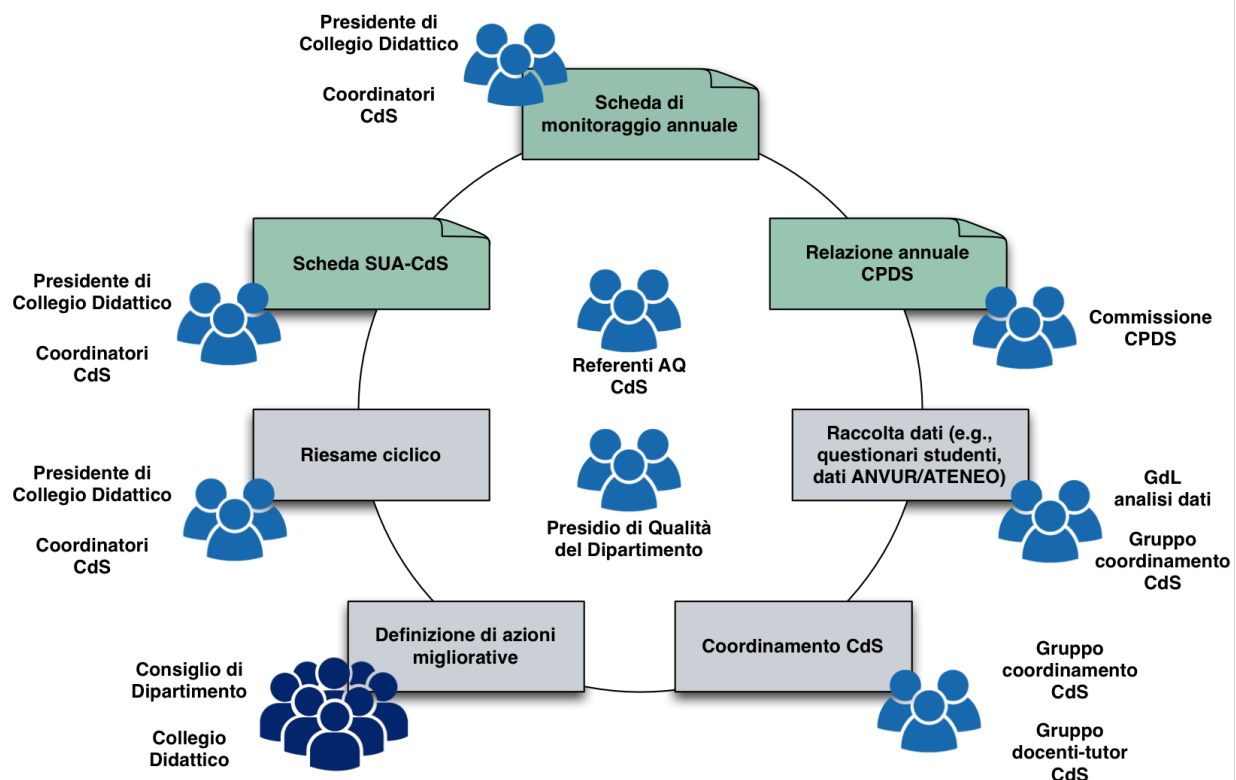 Presidente di
Collegio Didattico
Coordinatori
CdS
Scheda di
monitoraggio annuale
Scheda SUA-CdS
Relazione annuale
CPDS
Presidente di
Collegio Didattico
Coordinatori
CdS
Referenti AQ
CdS
Commissione
CPDS
Riesame ciclico
Raccolta dati (e.g.,
questionari studenti,
dati ANVUR/ATENEO)
Presidente di
Collegio Didattico
Coordinatori
CdS
Presidio di Qualità
del Dipartimento
GdL
analisi dati
Gruppo
coordinamento
CdS
Definizione di azioni
migliorative
Coordinamento CdS
Consiglio di
Dipartimento
Collegio
Didattico
Gruppo
coordinamento
CdS
Gruppo
docenti-tutor
CdS